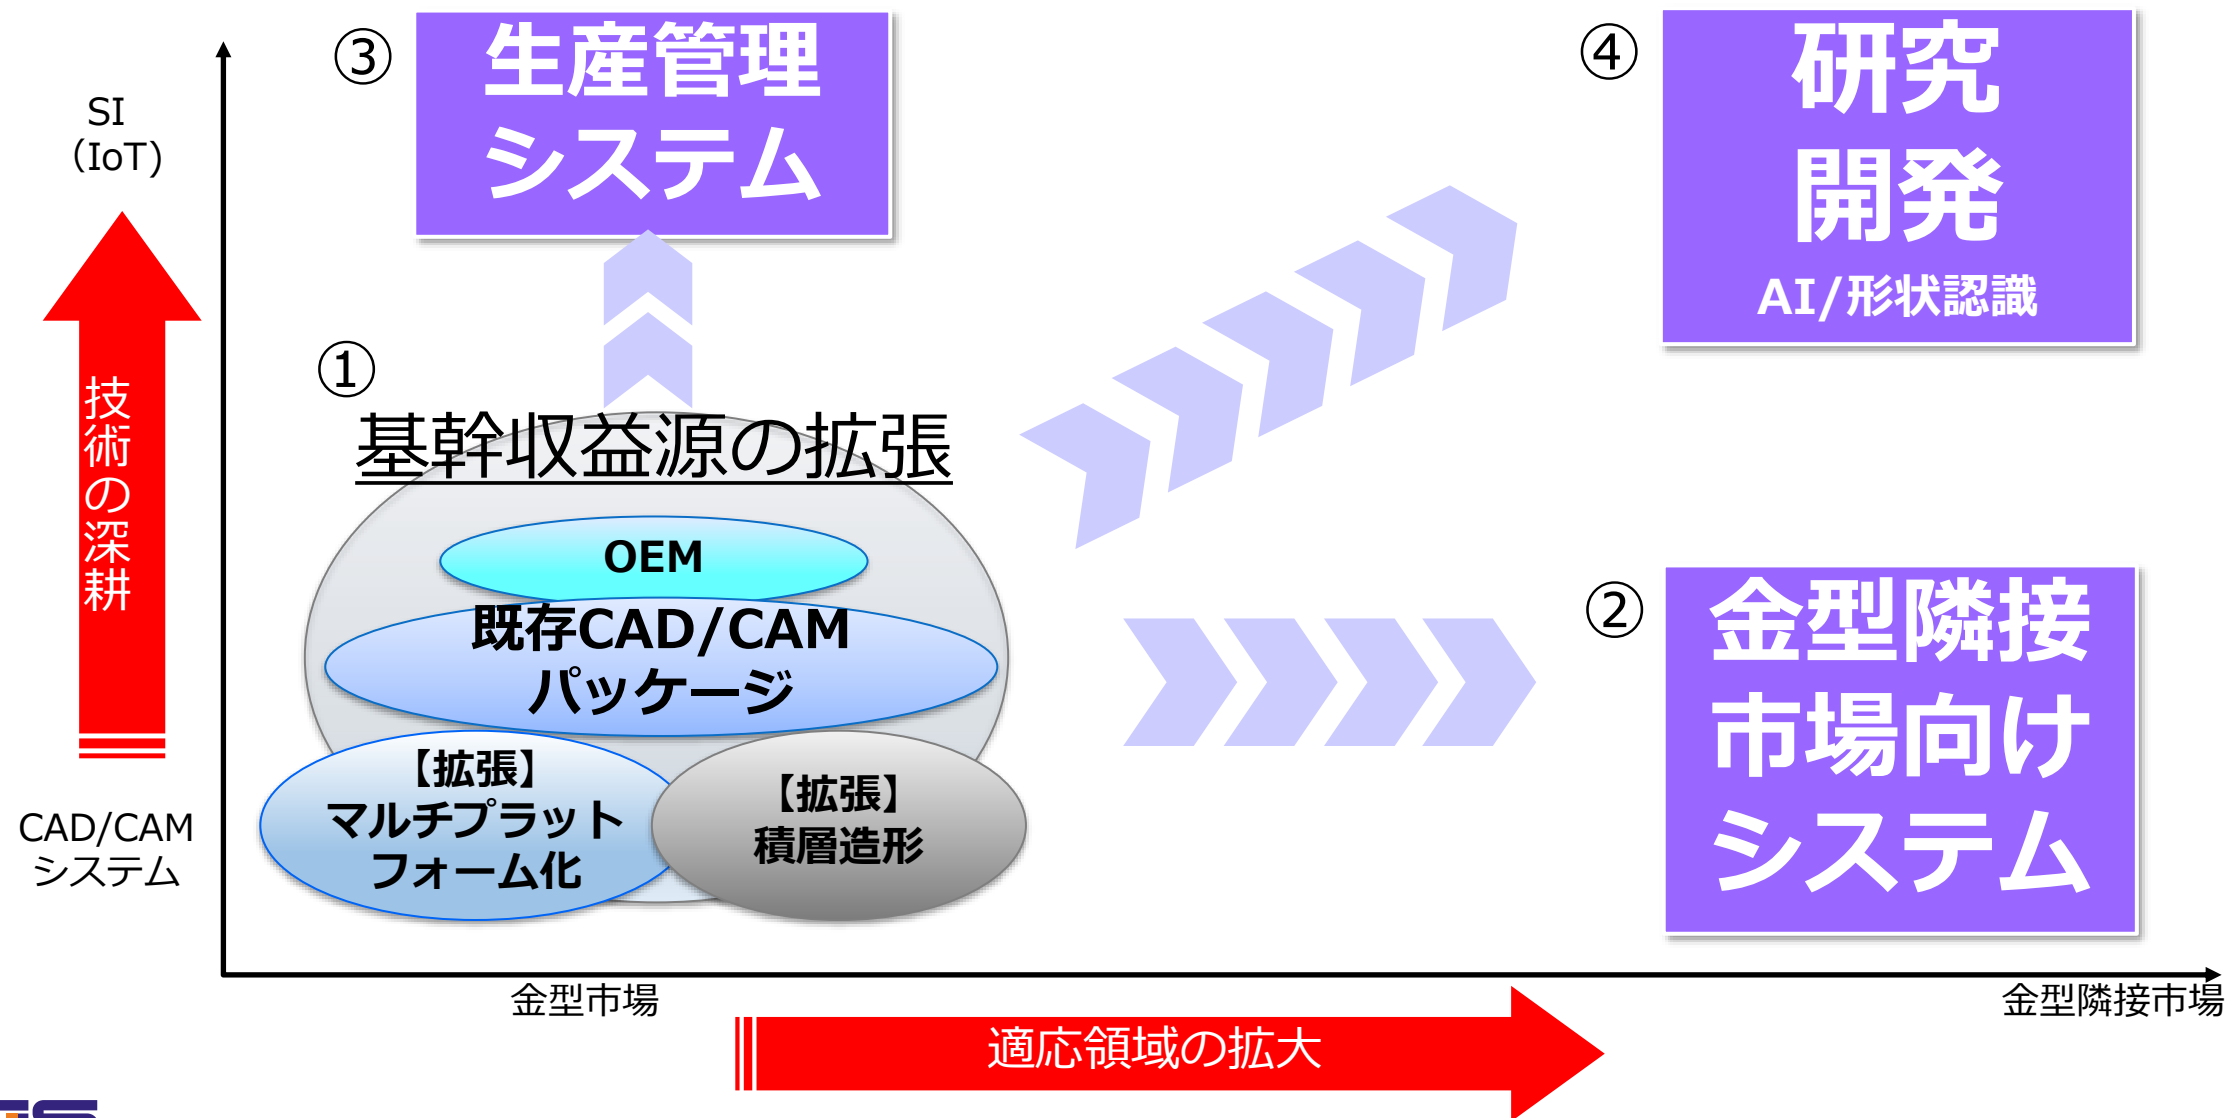 ③
生産管理
システム
④
研究
開発
AI/形状認識
SI
（IoT)
技術の深耕
①
基幹収益源の拡張
OEM
既存CAD/CAM
パッケージ
【拡張】
マルチプラット
フォーム化
【拡張】
積層造形
②
金型隣接
市場向け
システム
CAD/CAM
システム
金型市場
金型隣接市場
適応領域の拡大